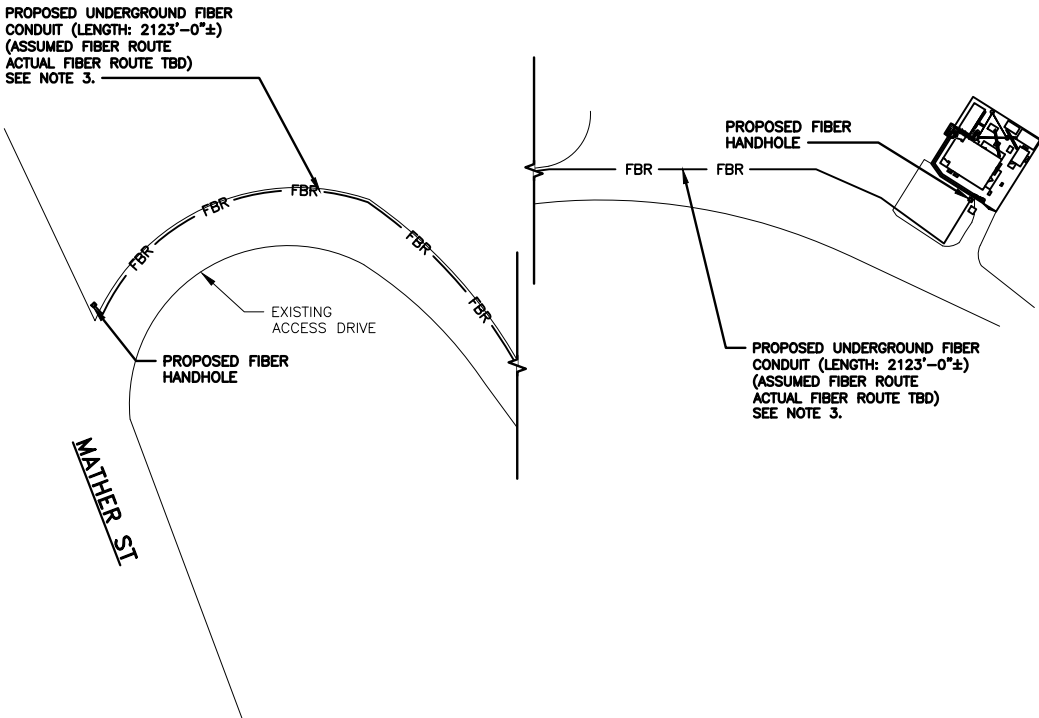 PROPOSED UNDERGROUND FIBER
CONDUIT (LENGTH: 2123'-0"±)
(ASSUMED FIBER ROUTE
ACTUAL FIBER ROUTE TBD)
SEE NOTE 3.
PROPOSED FIBER
HANDHOLE
FBR
FBR
FBR
FBR
FBR
FBR
FBR
EXISTING
ACCESS DRIVE
PROPOSED FIBER
HANDHOLE
PROPOSED UNDERGROUND FIBER
CONDUIT (LENGTH: 2123'-0"±)
(ASSUMED FIBER ROUTE
ACTUAL FIBER ROUTE TBD)
SEE NOTE 3.
MATHER ST